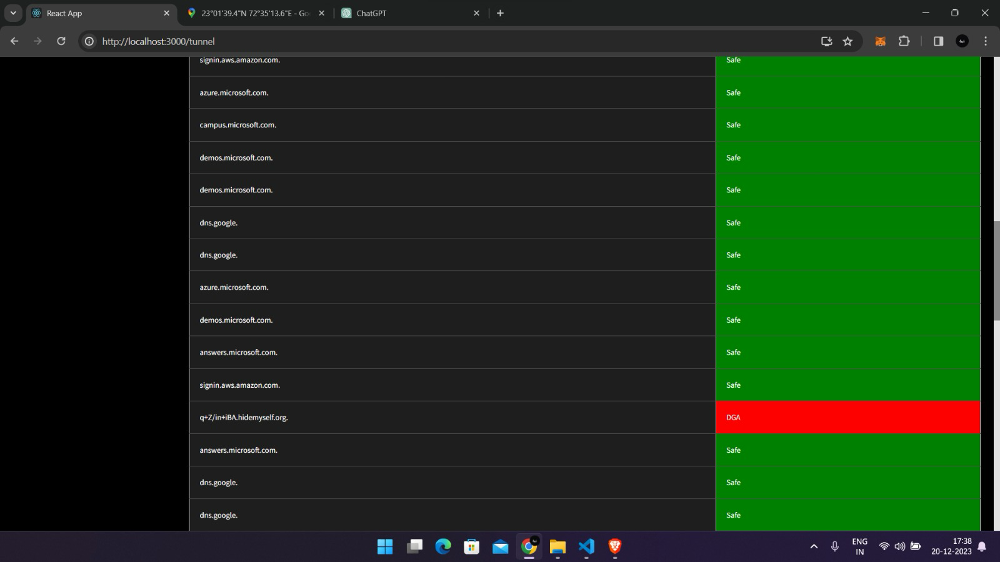 React App
23°01'39.4"N 72°35'13.6"E - Go
ChatGPT
http://localhost:3000/tunnel
signin.aws.amazon.com. Safe
azure.microsoft.com. Safe
campus.microsoft.com. Safe
demos.microsoft.com. Safe
demos.microsoft.com. Safe
dns.google. Safe
dns.google. Safe
azure.microsoft.com. Safe
demos.microsoft.com. Safe
answers.microsoft.com. Safe
signin.aws.amazon.com. Safe
q+Z/in+iBA.hidemyself.org. DGA
answers.microsoft.com. Safe
dns.google. Safe
dns.google. Safe
ENG
IN
17:38
20-12-2023